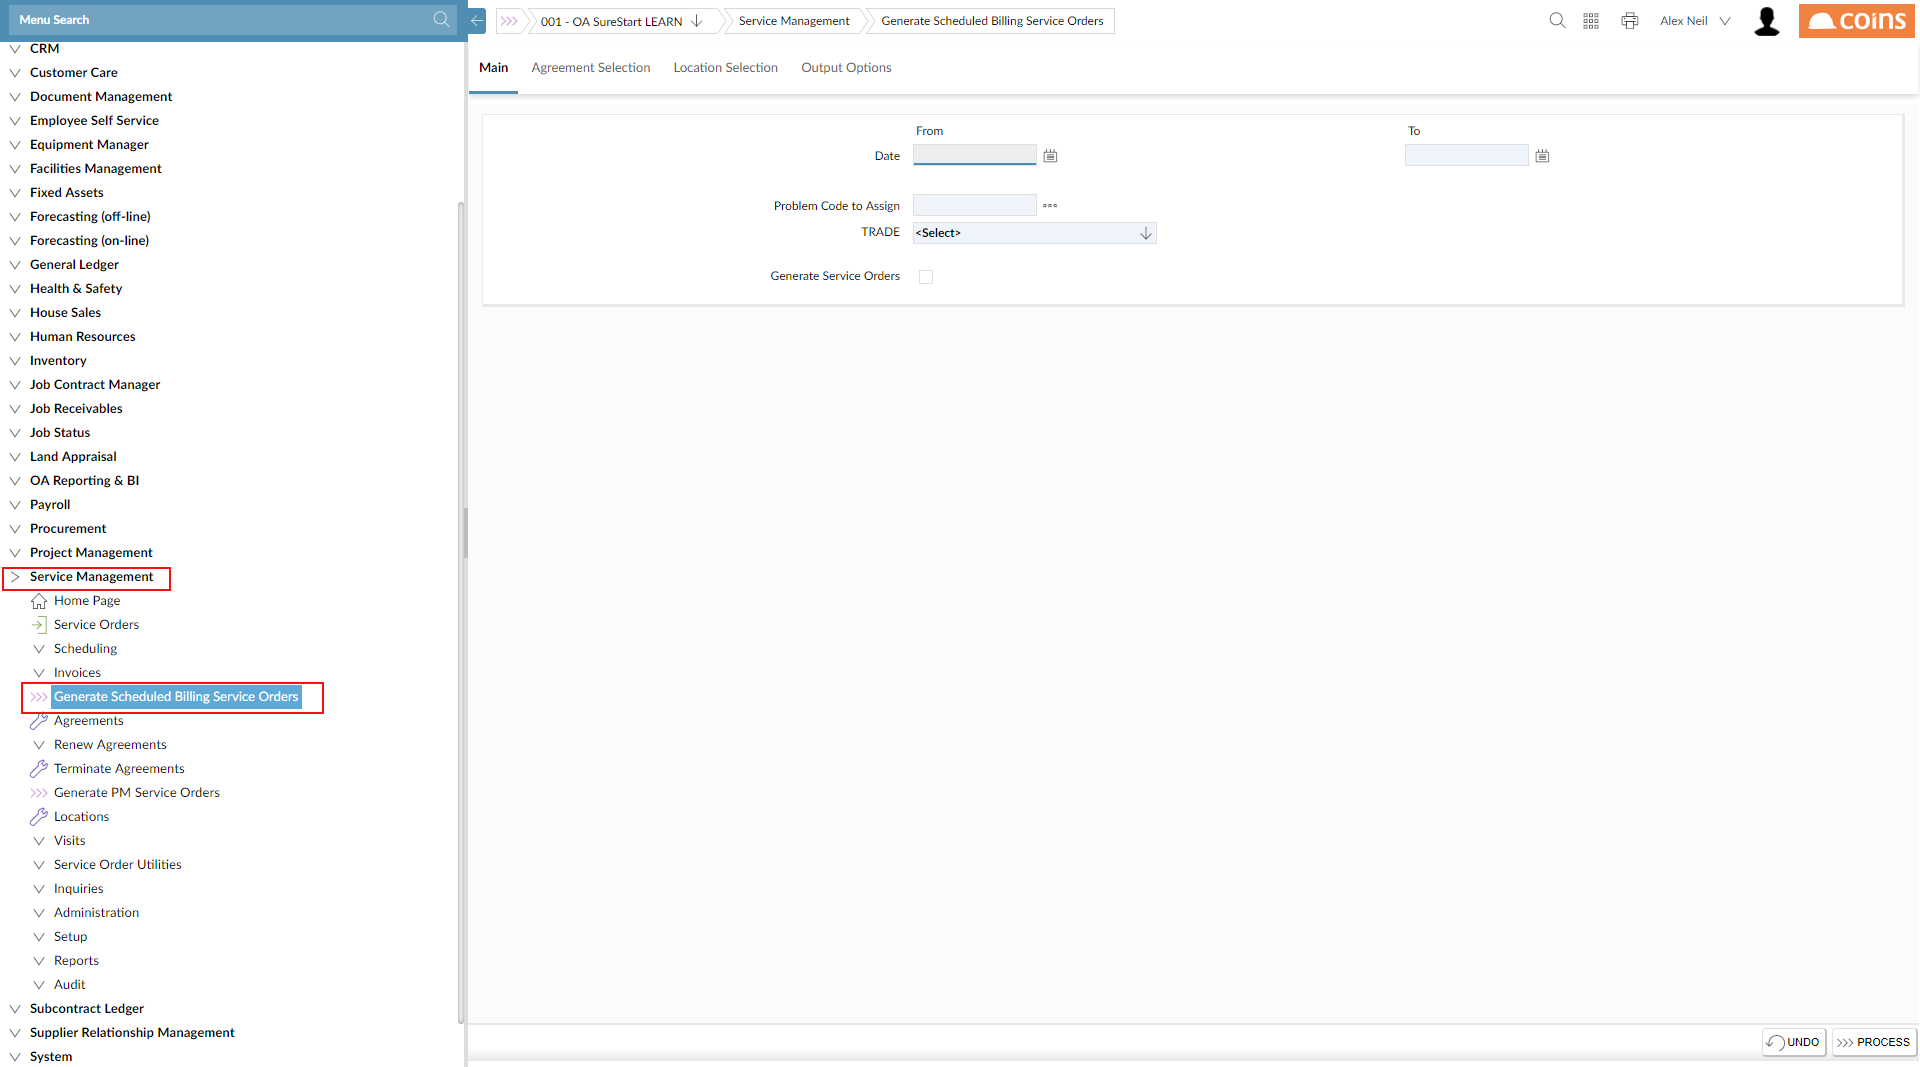 Menu Search
CRM
Customer Care
Document Management
Employee Self Service
Equipment Manager
Facilities Management
Fixed Assets
Forecasting (off-line)
Forecasting (on-line)
General Ledger
Health & Safety
House Sales
Human Resources
Inventory
Job Contract Manager
Job Receivables
Job Status
Land Appraisal
OA Reporting & BI
Payroll
Procurement
Project Management
Service Management
Home Page
Service Orders
Scheduling
Invoices
Generate Scheduled Billing Service Orders
Agreements
Renew Agreements
Terminate Agreements
Generate PM Service Orders
Locations
Visits
Service Order Utilities
Inquiries
Administration
Setup
Reports
Audit
Subcontract Ledger
Supplier Relationship Management
System
001 - OA SureStart LEARN Service Management Generate Scheduled Billing Service Orders
Alex Neil
coins
Main Agreement Selection Location Selection Output Options
From To
Date
Problem Code to Assign
TRADE <Select>
Generate Service Orders
UNDO PROCESS